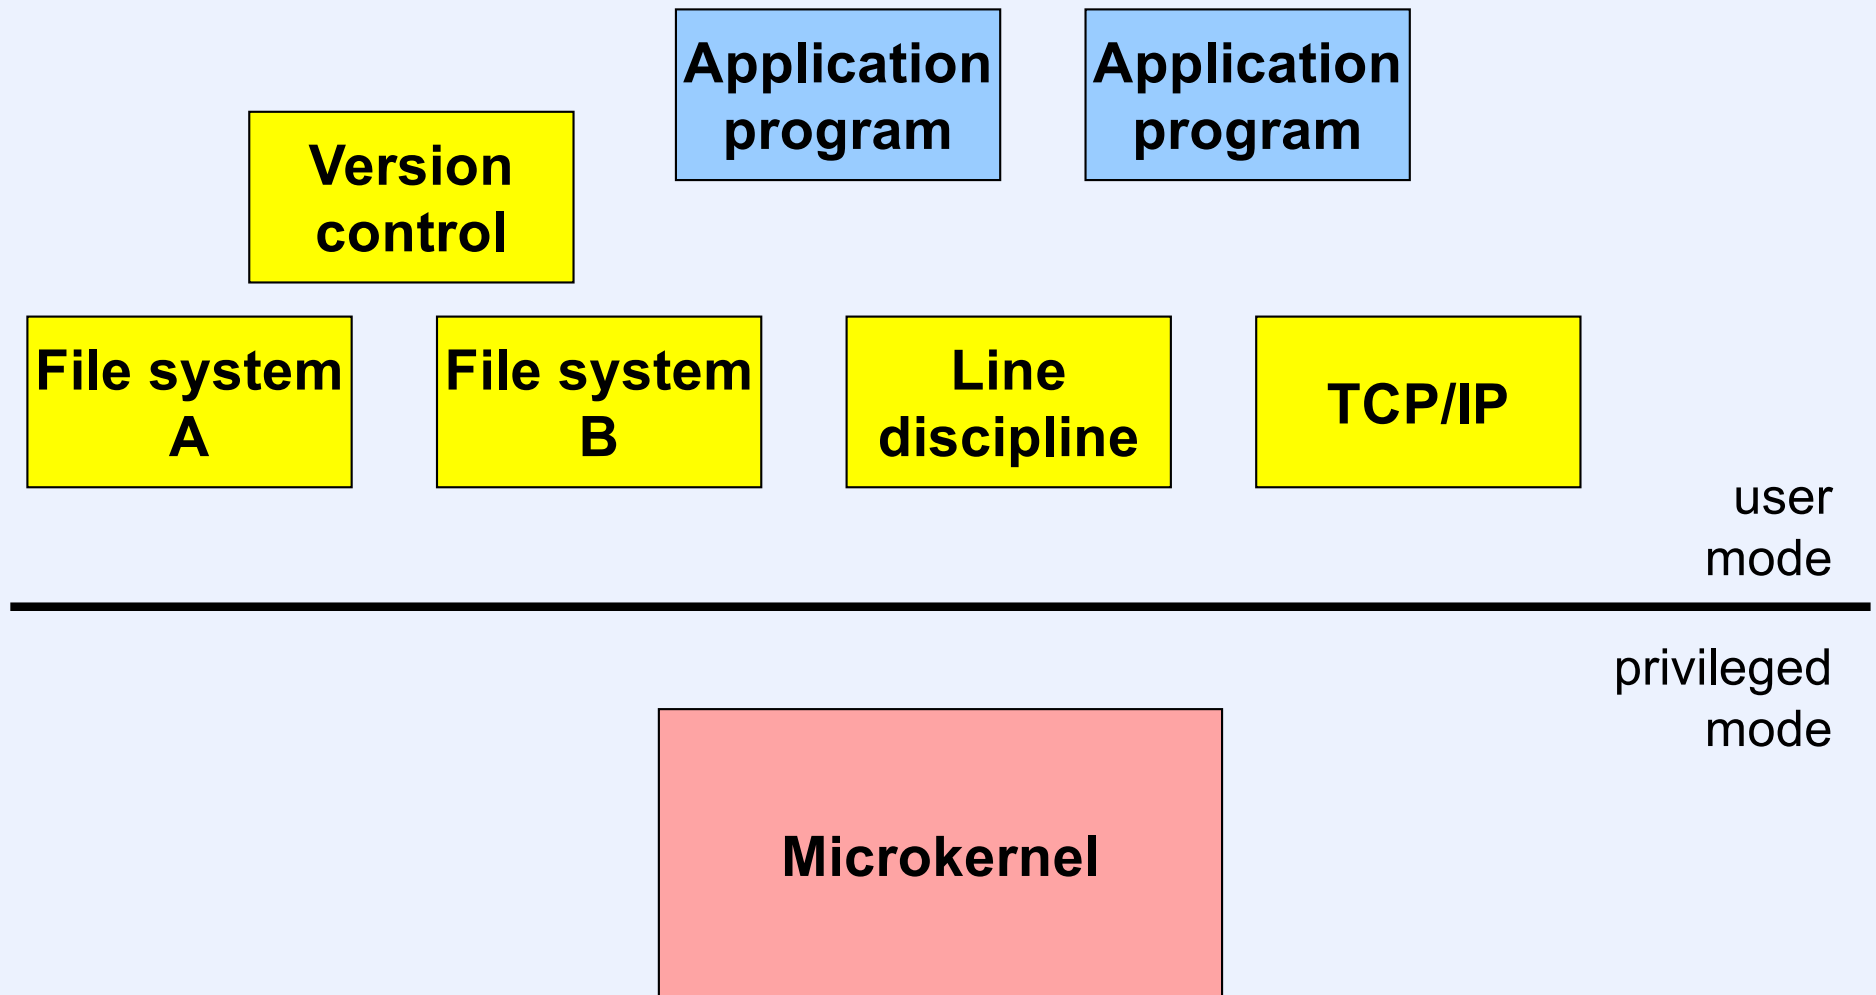 Application
program
Application
program
Version
control
File system
A
File system
B
Line
discipline
TCP/IP
user
mode
privileged
mode
Microkernel